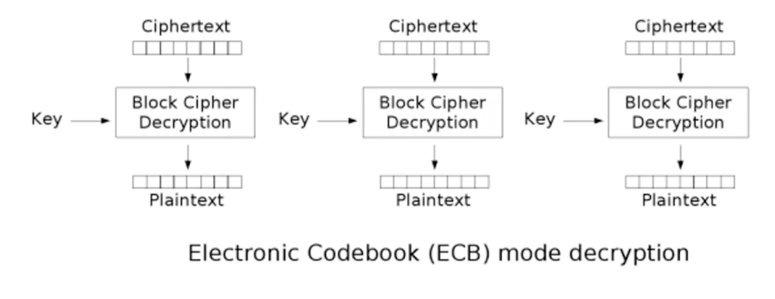 Ciphertext Ciphertext Ciphertext
Key Block Cipher Key Block Cipher Key Block Cipher
Decryption Decryption Decryption
Plaintext Plaintext Plaintext
Electronic Codebook (ECB) mode decryption